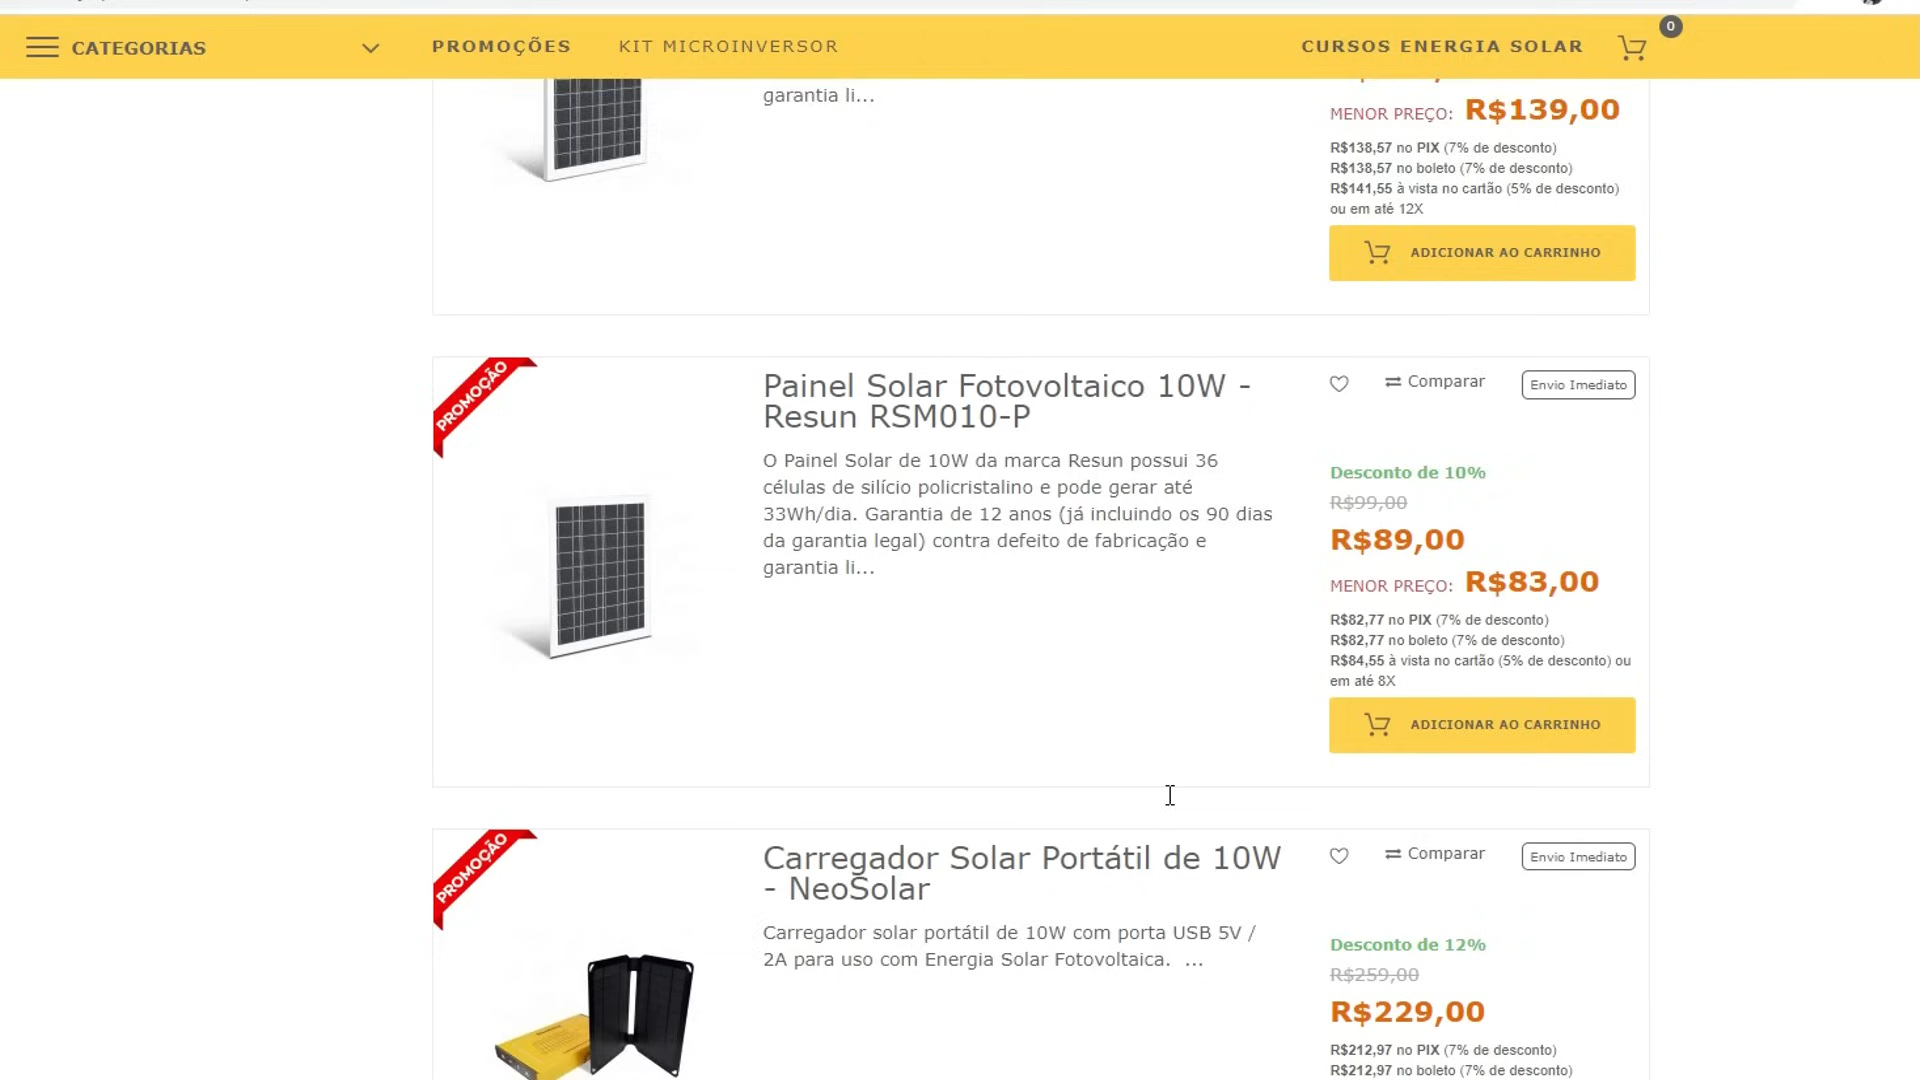 CATEGORIAS
PROMOÇÕES
KIT MICROINVERSOR
CURSOS ENERGIA SOLAR
0
garantia li...
MENOR PREÇO: R$139,00
R$138,57 no PIX (7% de desconto)
R$138,57 no boleto (7% de desconto)
R$141,55 à vista no cartão (5% de desconto)
ou em até 12X
ADICIONAR AO CARRINHO
PROMOÇÃO
Painel Solar Fotovoltaico 10W -
Resun RSM010-P
O Painel Solar de 10W da marca Resun possui 36
células de silício policristalino e pode gerar até
33Wh/dia. Garantia de 12 anos (já incluindo os 90 dias
da garantia legal) contra defeito de fabricação e
garantia li...
Comparar
Envio Imediato
Desconto de 10%
R$99,00
R$89,00
MENOR PREÇO: R$83,00
R$82,77 no PIX (7% de desconto)
R$82,77 no boleto (7% de desconto)
R$84,55 à vista no cartão (5% de desconto) ou
em até 8X
ADICIONAR AO CARRINHO
PROMOÇÃO
Carregador Solar Portátil de 10W
- NeoSolar
Carregador solar portátil de 10W com porta USB 5V /
2A para uso com Energia Solar Fotovoltaica. ...
Comparar
Envio Imediato
Desconto de 12%
R$259,00
R$229,00
R$212,97 no PIX (7% de desconto)
R$212,97 no boleto (7% de desconto)